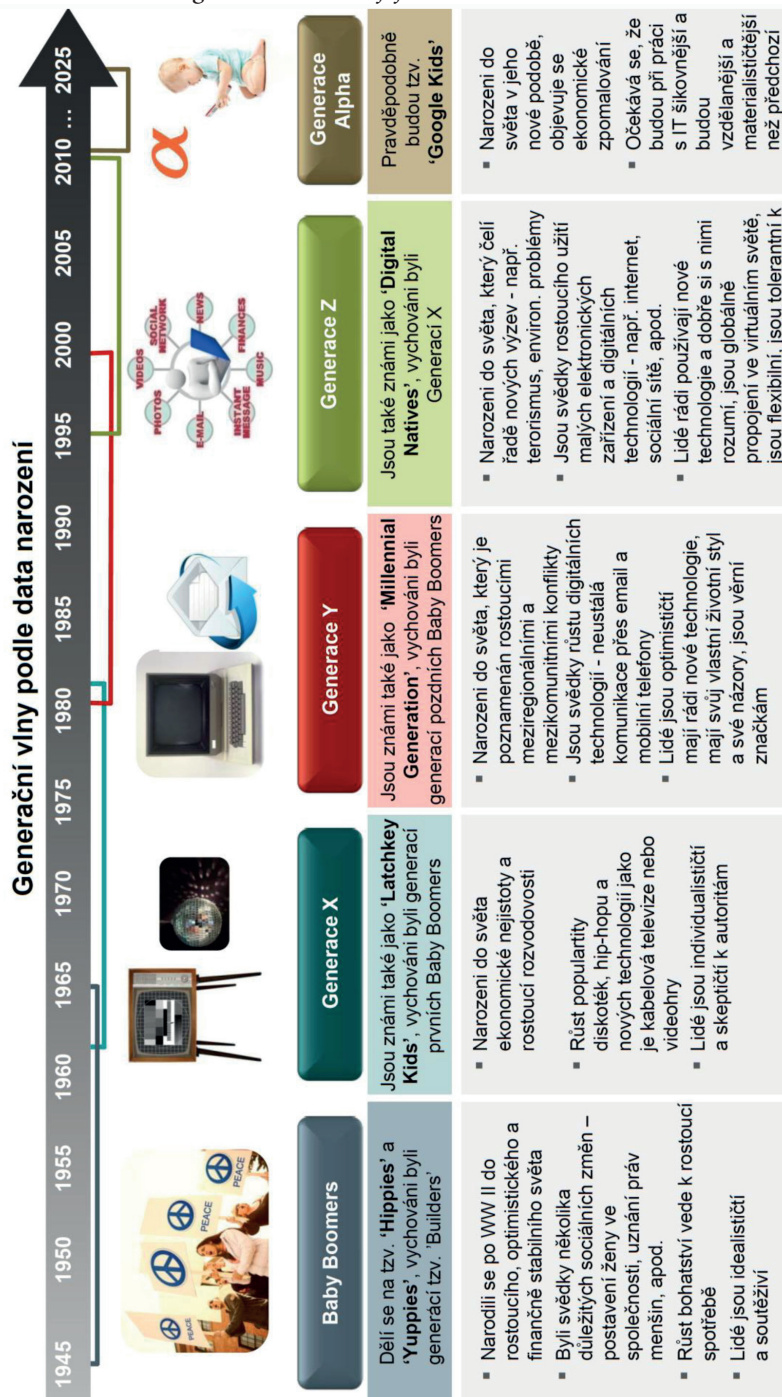 Generační vlny podle data narození
1945 1950 1955 1960 1965 1970 1975 1980 1985 1990 1995 2000 2005 2010 ... 2025
PEACE
PEACE
PEACE
PEACE
VIDEOS
SOCIAL NETWORK
NEWS
FINANCES
MUSIC
INSTANT MESSAGE
E-MAIL
PHOTOS
α
Baby Boomers
Dělí se na tzv. 'Hippies' a
'Yuppies', vychováni byli
generácí tzv. 'Builders'
▪ Narodili se po WW II do
rostoucího, optimistického a
finančně stabilního světa
▪ Byli svědky několika
důležitých sociálních změn –
postavení ženy ve
společnosti, uznání práv
menšin, apod.
▪ Růst bohatství vede k rostoucí
spotřebě
▪ Lidé jsou idealističtí
a soutěživí
Generace X
Jsou známi také jako 'Latchkey
Kids', vychováni byli generací
prvních Baby Boomers
▪ Narozeni do světa
ekonomické nejistoty a
rostoucí rozvodovosti
▪ Růst populartity
diskoték, hip-hopu a
nových technologií jako
je kabelová televize nebo
videohry
▪ Lidé jsou individualističtí
a skeptičtí k autoritám
Generace Y
Jsou známi také jako 'Millennial
Generation', vychováni byli
generací pozdních Baby Boomers
▪ Narozeni do světa, který je
poznamenán rostoucími
meziregionálními a
mezikomunitními konflikty
▪ Jsou svědky růstu digitálních
technologií - neustálá
komunikace přes email a
mobilní telefony
▪ Lidé jsou optimističtí
mají rádi nové technologie,
mají svůj vlastní životní styl
a své názory, jsou věrní
značkám
Generace Z
Jsou také známi jako 'Digital
Natives', vychováni byli
Generací X
▪ Narozeni do světa, který čelí
řadě nových výzev - např.
terorismus, environ. problémy
▪ Jsou svědky rostoucího užití
malých elektronických
zařízení a digitálních
technologií - např. internet,
sociální sítě, apod.
▪ Lidé rádi používají nové
technologie a dobře si s nimi
rozumí, jsou globálně
propojení ve virtuálním světě,
jsou flexibilní, jsou tolerantní k
Generace
Alpha
Pravděpodobně
budou tzv.
'Google Kids'
▪ Narozeni do
světa v jeho
nové podobě,
objevuje se
ekonomické
zpomalování
▪ Očekává se, že
budou při práci
s IT šikovnější a
budou
vzdělanější a
materialističtější
než předchozí